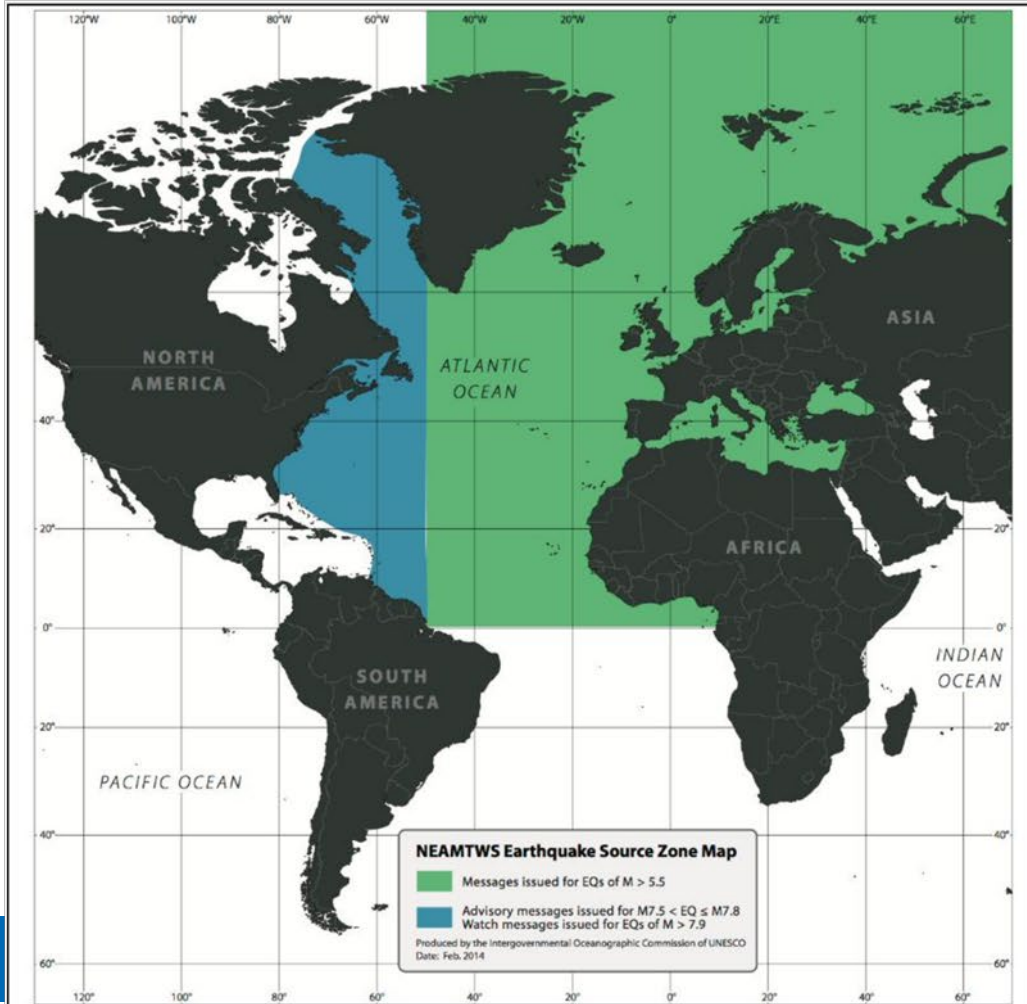 120°W 100°W 80°W 60°W 40°W 20°W 0° 20°E 40°E 60°E
ASIA
NORTH
AMERICA
ATLANTIC
OCEAN
40° 40°
20° 20°
AFRICA
0° 0°
INDIAN
OCEAN
SOUTH
AMERICA
20° 20°
PACIFIC OCEAN
40° 40°
NEAMTWS Earthquake Source Zone Map
Messages issued for EQs of M > 5.5
Advisory messages issued for M7.5 < EQ ≤ M7.8
Watch messages issued for EQs of M > 7.9
Produced by the Intergovernmental Oceanographic Commission of UNESCO
Date: Feb. 2014
60° 60°
120° 100° 80° 60° 40° 20° 0° 20° 40° 60°